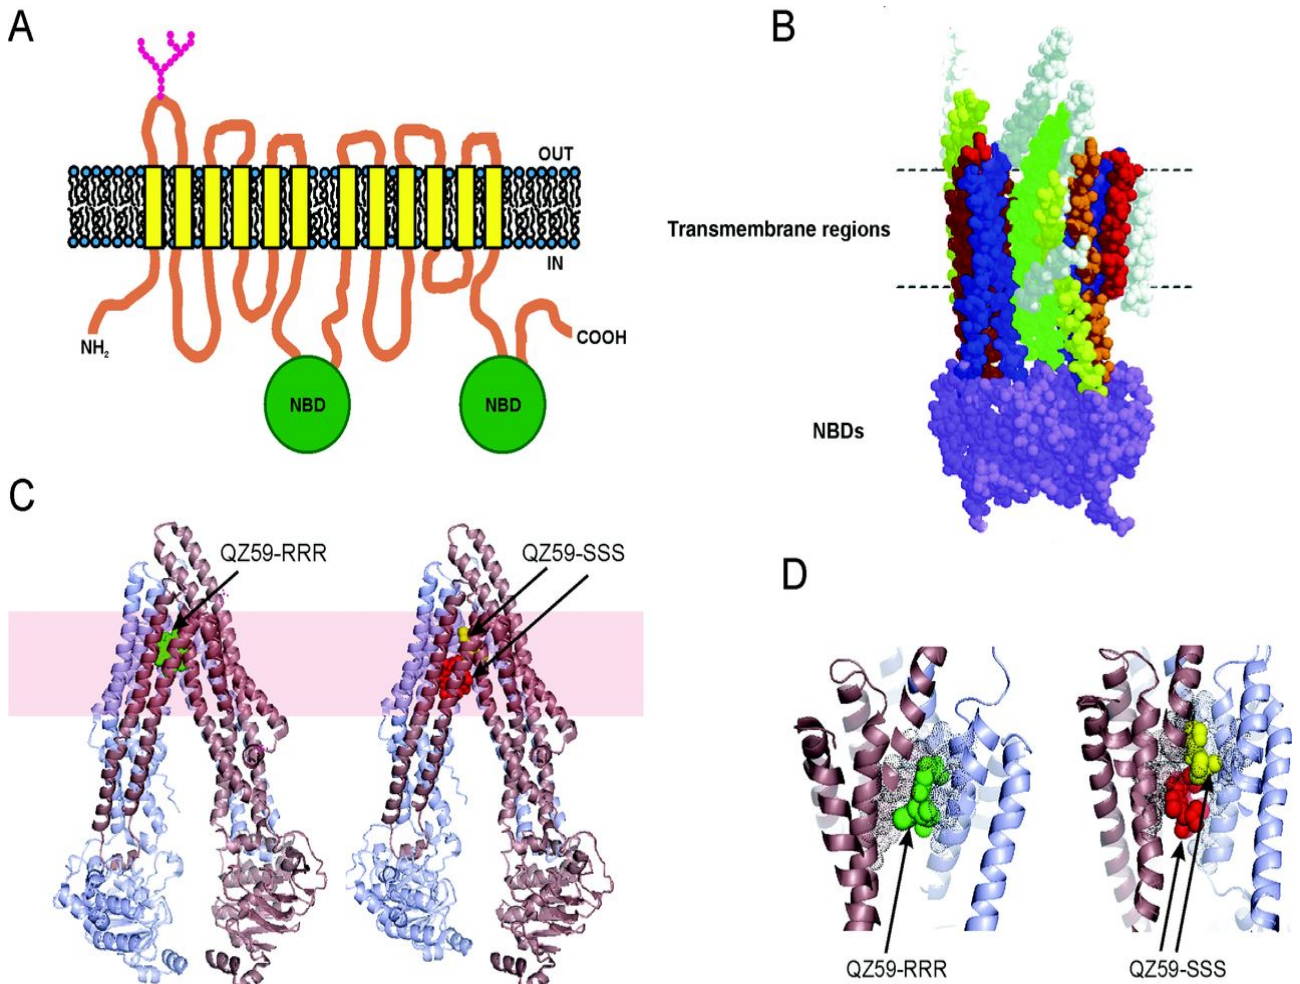 A
OUT
IN
NH₂
COOH
NBD
NBD
B
Transmembrane regions
NBDs
C
QZ59-RRR
QZ59-SSS
D
QZ59-RRR
QZ59-SSS